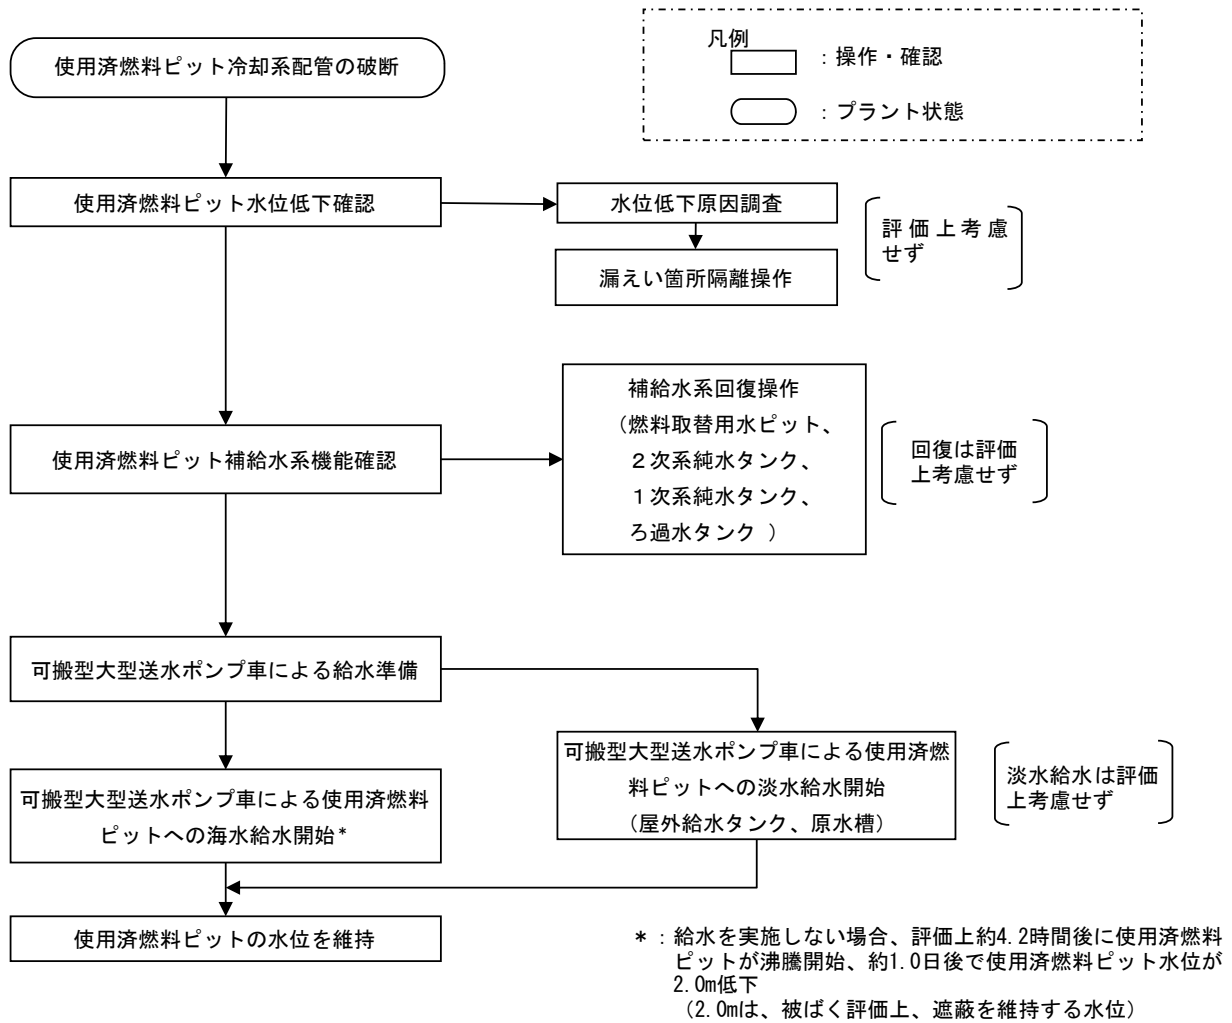 凡例
：操作・確認
：プラント状態
使用済燃料ピット冷却系配管の破断
使用済燃料ピット水位低下確認
水位低下原因調査
漏えい箇所隔離操作
評価上考慮
せず
使用済燃料ピット補給水系機能確認
補給水系回復操作
（燃料取替用水ピット、
２次系純水タンク、
１次系純水タンク、
ろ過水タンク ）
回復は評価
上考慮せず
可搬型大型送水ポンプ車による給水準備
可搬型大型送水ポンプ車による使用済燃料
ピットへの海水給水開始*
可搬型大型送水ポンプ車による使用済燃
料ピットへの淡水給水開始
（屋外給水タンク、原水槽）
淡水給水は評価
上考慮せず
使用済燃料ピットの水位を維持
* ：給水を実施しない場合、評価上約4.2時間後に使用済燃料
ピットが沸騰開始、約1.0日後で使用済燃料ピット水位が
2.0m低下
（2.0mは、被ばく評価上、遮蔽を維持する水位）